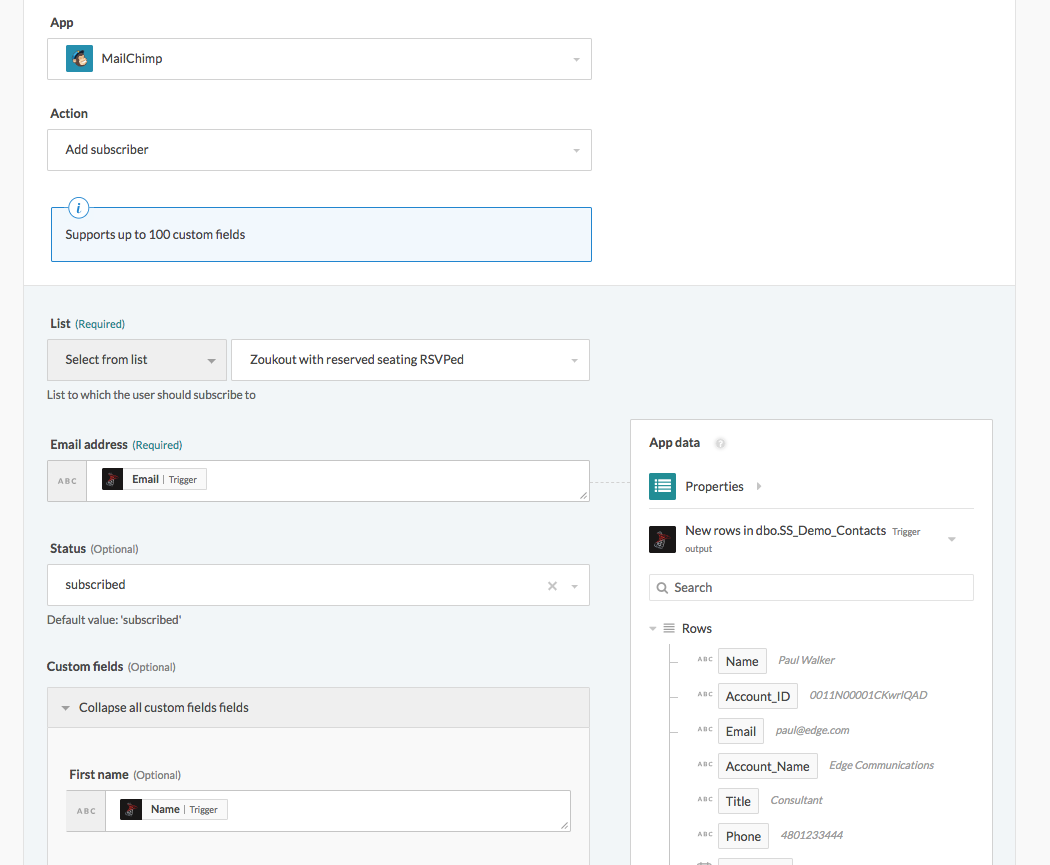 App
MailChimp
Action
Add subscriber
i
Supports up to 100 custom fields
List (Required)
Select from list
Zoukout with reserved seating RSVPed
List to which the user should subscribe to
Email address (Required)
ABC
Email | Trigger
Status (Optional)
subscribed
Default value: 'subscribed'
Custom fields (Optional)
Collapse all custom fields fields
First name (Optional)
ABC
Name | Trigger
App data ?
Properties
New rows in dbo.SS_Demo_Contacts Trigger
output
Search
Rows
ABC Name Paul Walker
ABC Account_ID 0011N00001CKwrIQAD
ABC Email paul@edge.com
ABC Account_Name Edge Communications
ABC Title Consultant
ABC Phone 4801233444